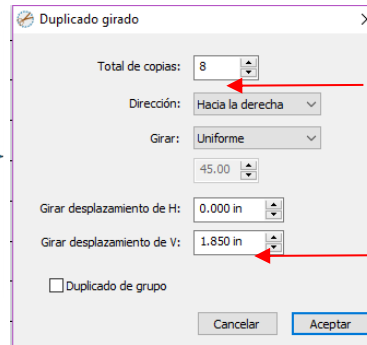 Duplicado girado
Total de copias: 8
Dirección: Hacia la derecha
Girar: Uniforme
45.00
Girar desplazamiento de H: 0.000 in
Girar desplazamiento de V: 1.850 in
Duplicado de grupo
Cancelar Aceptar